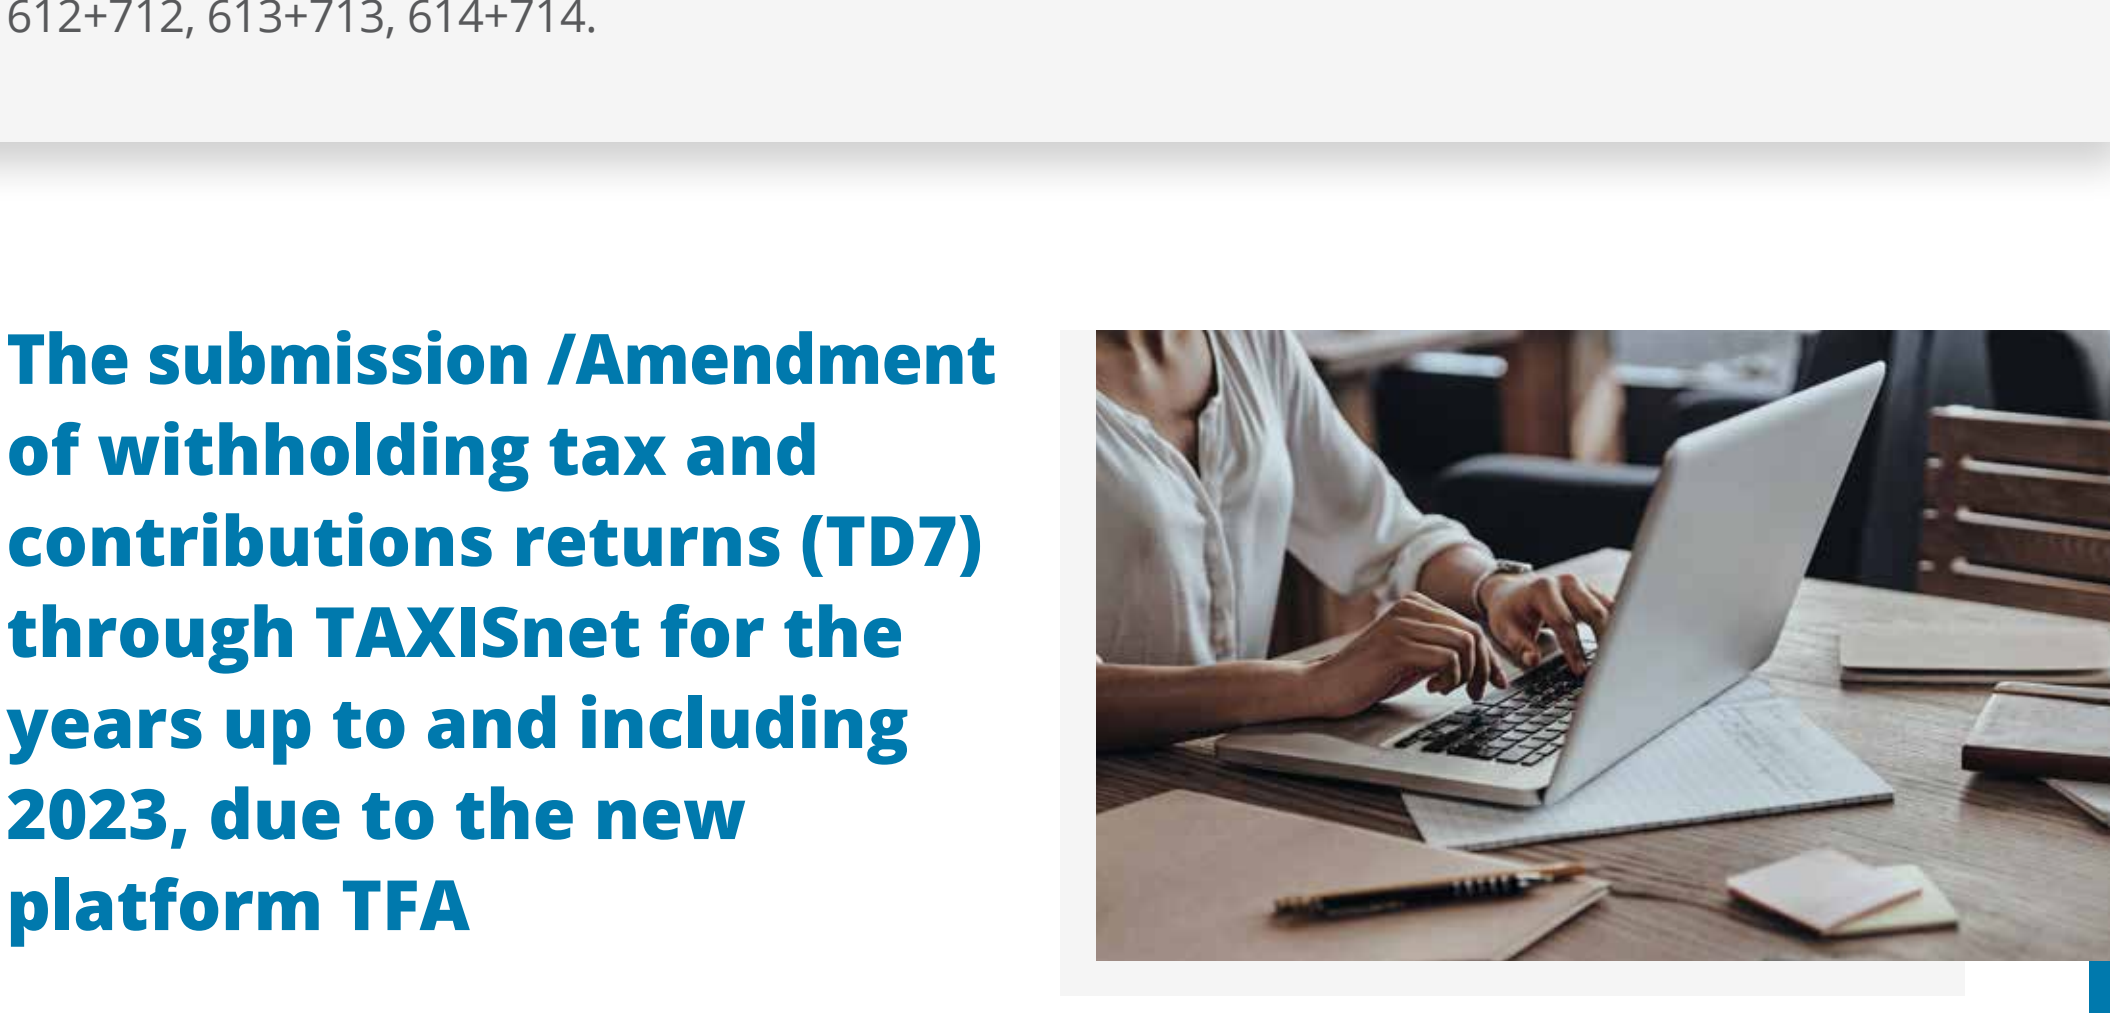 612+712, 613+713, 614+714.
The submission /Amendment
of withholding tax and
contributions returns (TD7)
through TAXISnet for the
years up to and including
2023, due to the new
platform TFA